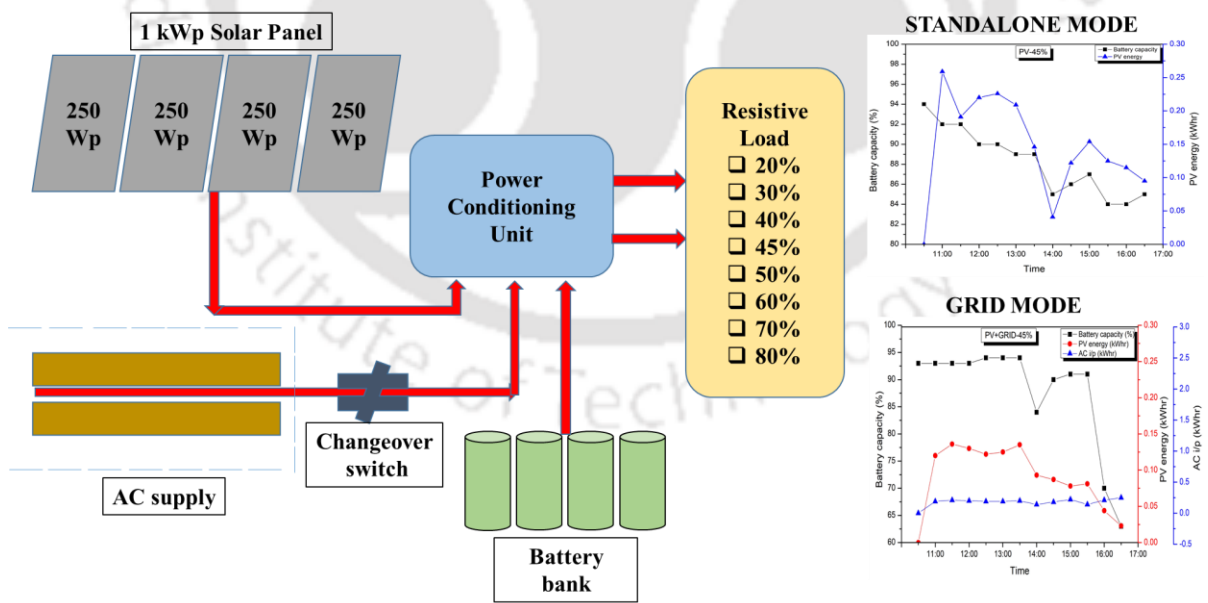 1 kWp Solar Panel
250
Wp
250
Wp
250
Wp
250
Wp
Power
Conditioning
Unit
Resistive
Load
❑ 20%
❑ 30%
❑ 40%
❑ 45%
❑ 50%
❑ 60%
❑ 70%
❑ 80%
Changeover
switch
AC supply
Battery
bank
STANDALONE MODE
PV-45%
Battery capacity
PV energy
Battery capacity (%)
100
98
96
94
92
90
88
86
84
82
80
PV energy (kWhr)
0.30
0.25
0.20
0.15
0.10
0.05
0.00
11:00 12:00 13:00 14:00 15:00 16:00 17:00
Time
GRID MODE
PV+GRID-45%
Battery capacity (%)
PV energy (kWhr)
AC i/p (kWhr)
Battery capacity (%)
100
95
90
85
80
75
70
65
60
PV energy (kWhr)
0.30
0.25
0.20
0.15
0.10
0.05
0.00
AC i/p (kWhr)
3.0
2.5
2.0
1.5
1.0
0.5
0.0
-0.5
11:00 12:00 13:00 14:00 15:00 16:00 17:00
Time
stitute of Technology